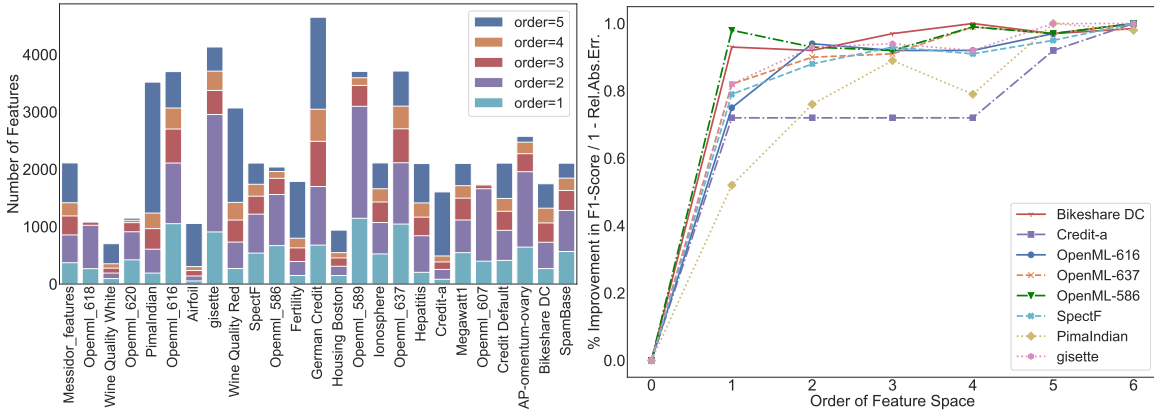 Number of Features
4000
3000
2000
1000
0
order=5
order=4
order=3
order=2
order=1
Messidor_features
Openml_618
Wine Quality White
Openml_620
PimaIndian
Openml_616
Airfoil
gisette
Wine Quality Red
SpectF
Openml_586
Fertility
German Credit
Housing Boston
Openml_589
Ionosphere
Openml_637
Hepatitis
Credit-a
Megawatt1
Openml_607
Credit Default
AP-omentum-ovary
Bikeshare DC
SpamBase
% Improvement in F1-Score / 1 - Rel.Abs.Err.
1.0
0.8
0.6
0.4
0.2
0.0
Bikeshare DC
Credit-a
OpenML-616
OpenML-637
OpenML-586
SpectF
PimaIndian
gisette
0 1 2 3 4 5 6
Order of Feature Space